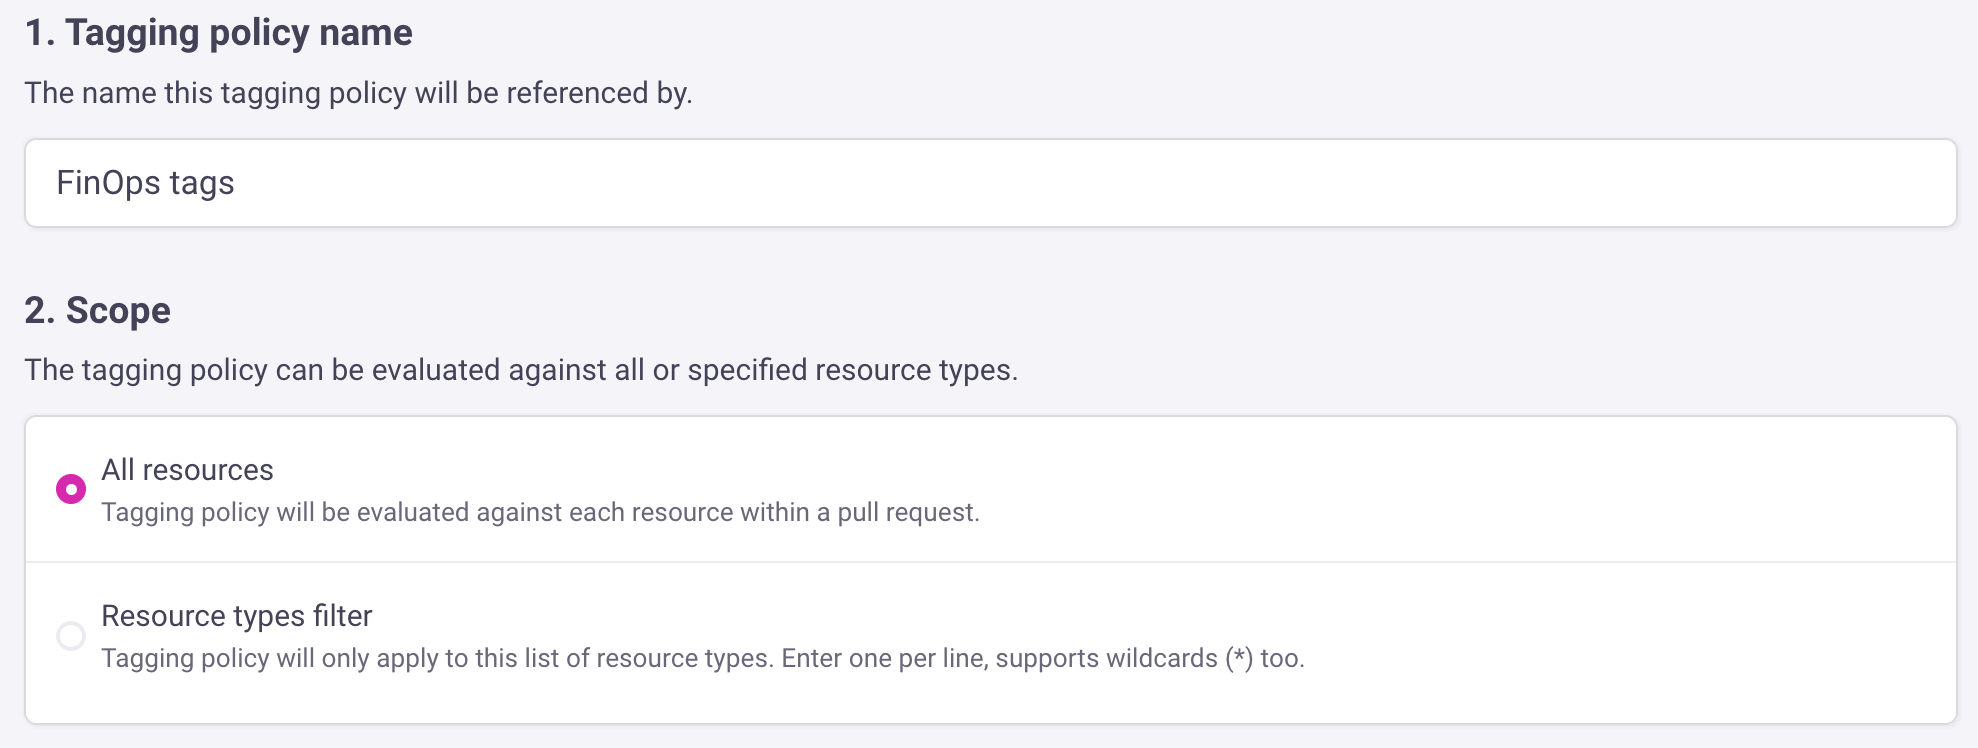 1. Tagging policy name
The name this tagging policy will be referenced by.
FinOps tags
2. Scope
The tagging policy can be evaluated against all or specified resource types.
All resources
Tagging policy will be evaluated against each resource within a pull request.
Resource types filter
Tagging policy will only apply to this list of resource types. Enter one per line, supports wildcards (*) too.